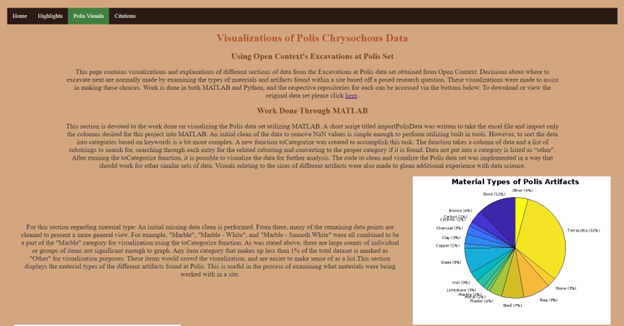 Home Highlights Polis Visuals Citations
Visualizations of Polis Chrysochous Data
Using Open Context's Excavations at Polis Set
This page contains visualizations and explanations of different sections of data from the Excavations at Polis data set obtained from Open Context. Decisions about where to
excavate next are normally made by examining the types of materials and artifacts found within a site based off a posed research question. These visualizations were made to assist
in making these choices. Work is done in both MATLAB and Python, and the respective repositories for each can be accessed via the buttons below. To download or view the
original data set please click here.
Work Done Through MATLAB
This section is devoted to the work done on visualizing the Polis data set utilizing MATLAB. A short script titled importPolisData was written to take the excel file and import only
the columns desired for this project into MATLAB. An initial clean of the data to remove NaN values is simple enough to perform utilizing built in tools. However, to sort the data
into categories based on keywords is a bit more complex. A new function toCategorize was created to accomplish this task. The function takes a column of data and a list of
substrings to search for, searching through each entry for the related substring and converting to the proper category if it is found. Data not put into a category is listed as "other".
After running the toCategorize function, it is possible to visualize the data for further analysis. The code to clean and visualize the Polis data set was implemented in a way that
should work for other similar sets of data. Visuals relating to the sizes of different artifacts were also made to glean additional experience with data science.
For this section regarding material type: An initial missing data clean is performed. From there, many of the remaining data points are
cleaned to present a more general view. For example, "Marble", "Marble - White", and "Marble - Smooth White" were all combined to be
a part of the "Marble" category for visualization using the toCategorize function. As was stated above, there are large counts of individual
or groups of items not significant enough to graph. Any item category that makes up less than 1% of the total dataset is marked as
"Other" for visualization purposes. These items would crowd the visualization, and are easier to make sense of as a list.This section
displays the material types of the different artifacts found at Polis. This is useful in the process of examining what materials were being
worked with in a site.
Material Types of Polis Artifacts
Other (4%)
Bone (12%)
Bronze (4%)
Charcoal (3%)
Clay (3%)
Copper (2%)
Glass (8%)
Iron (3%)
Limestone (3%)
Plaster (4%)
Shell (7%)
Slag (9%)
Stone (3%)
Terracotta (32%)